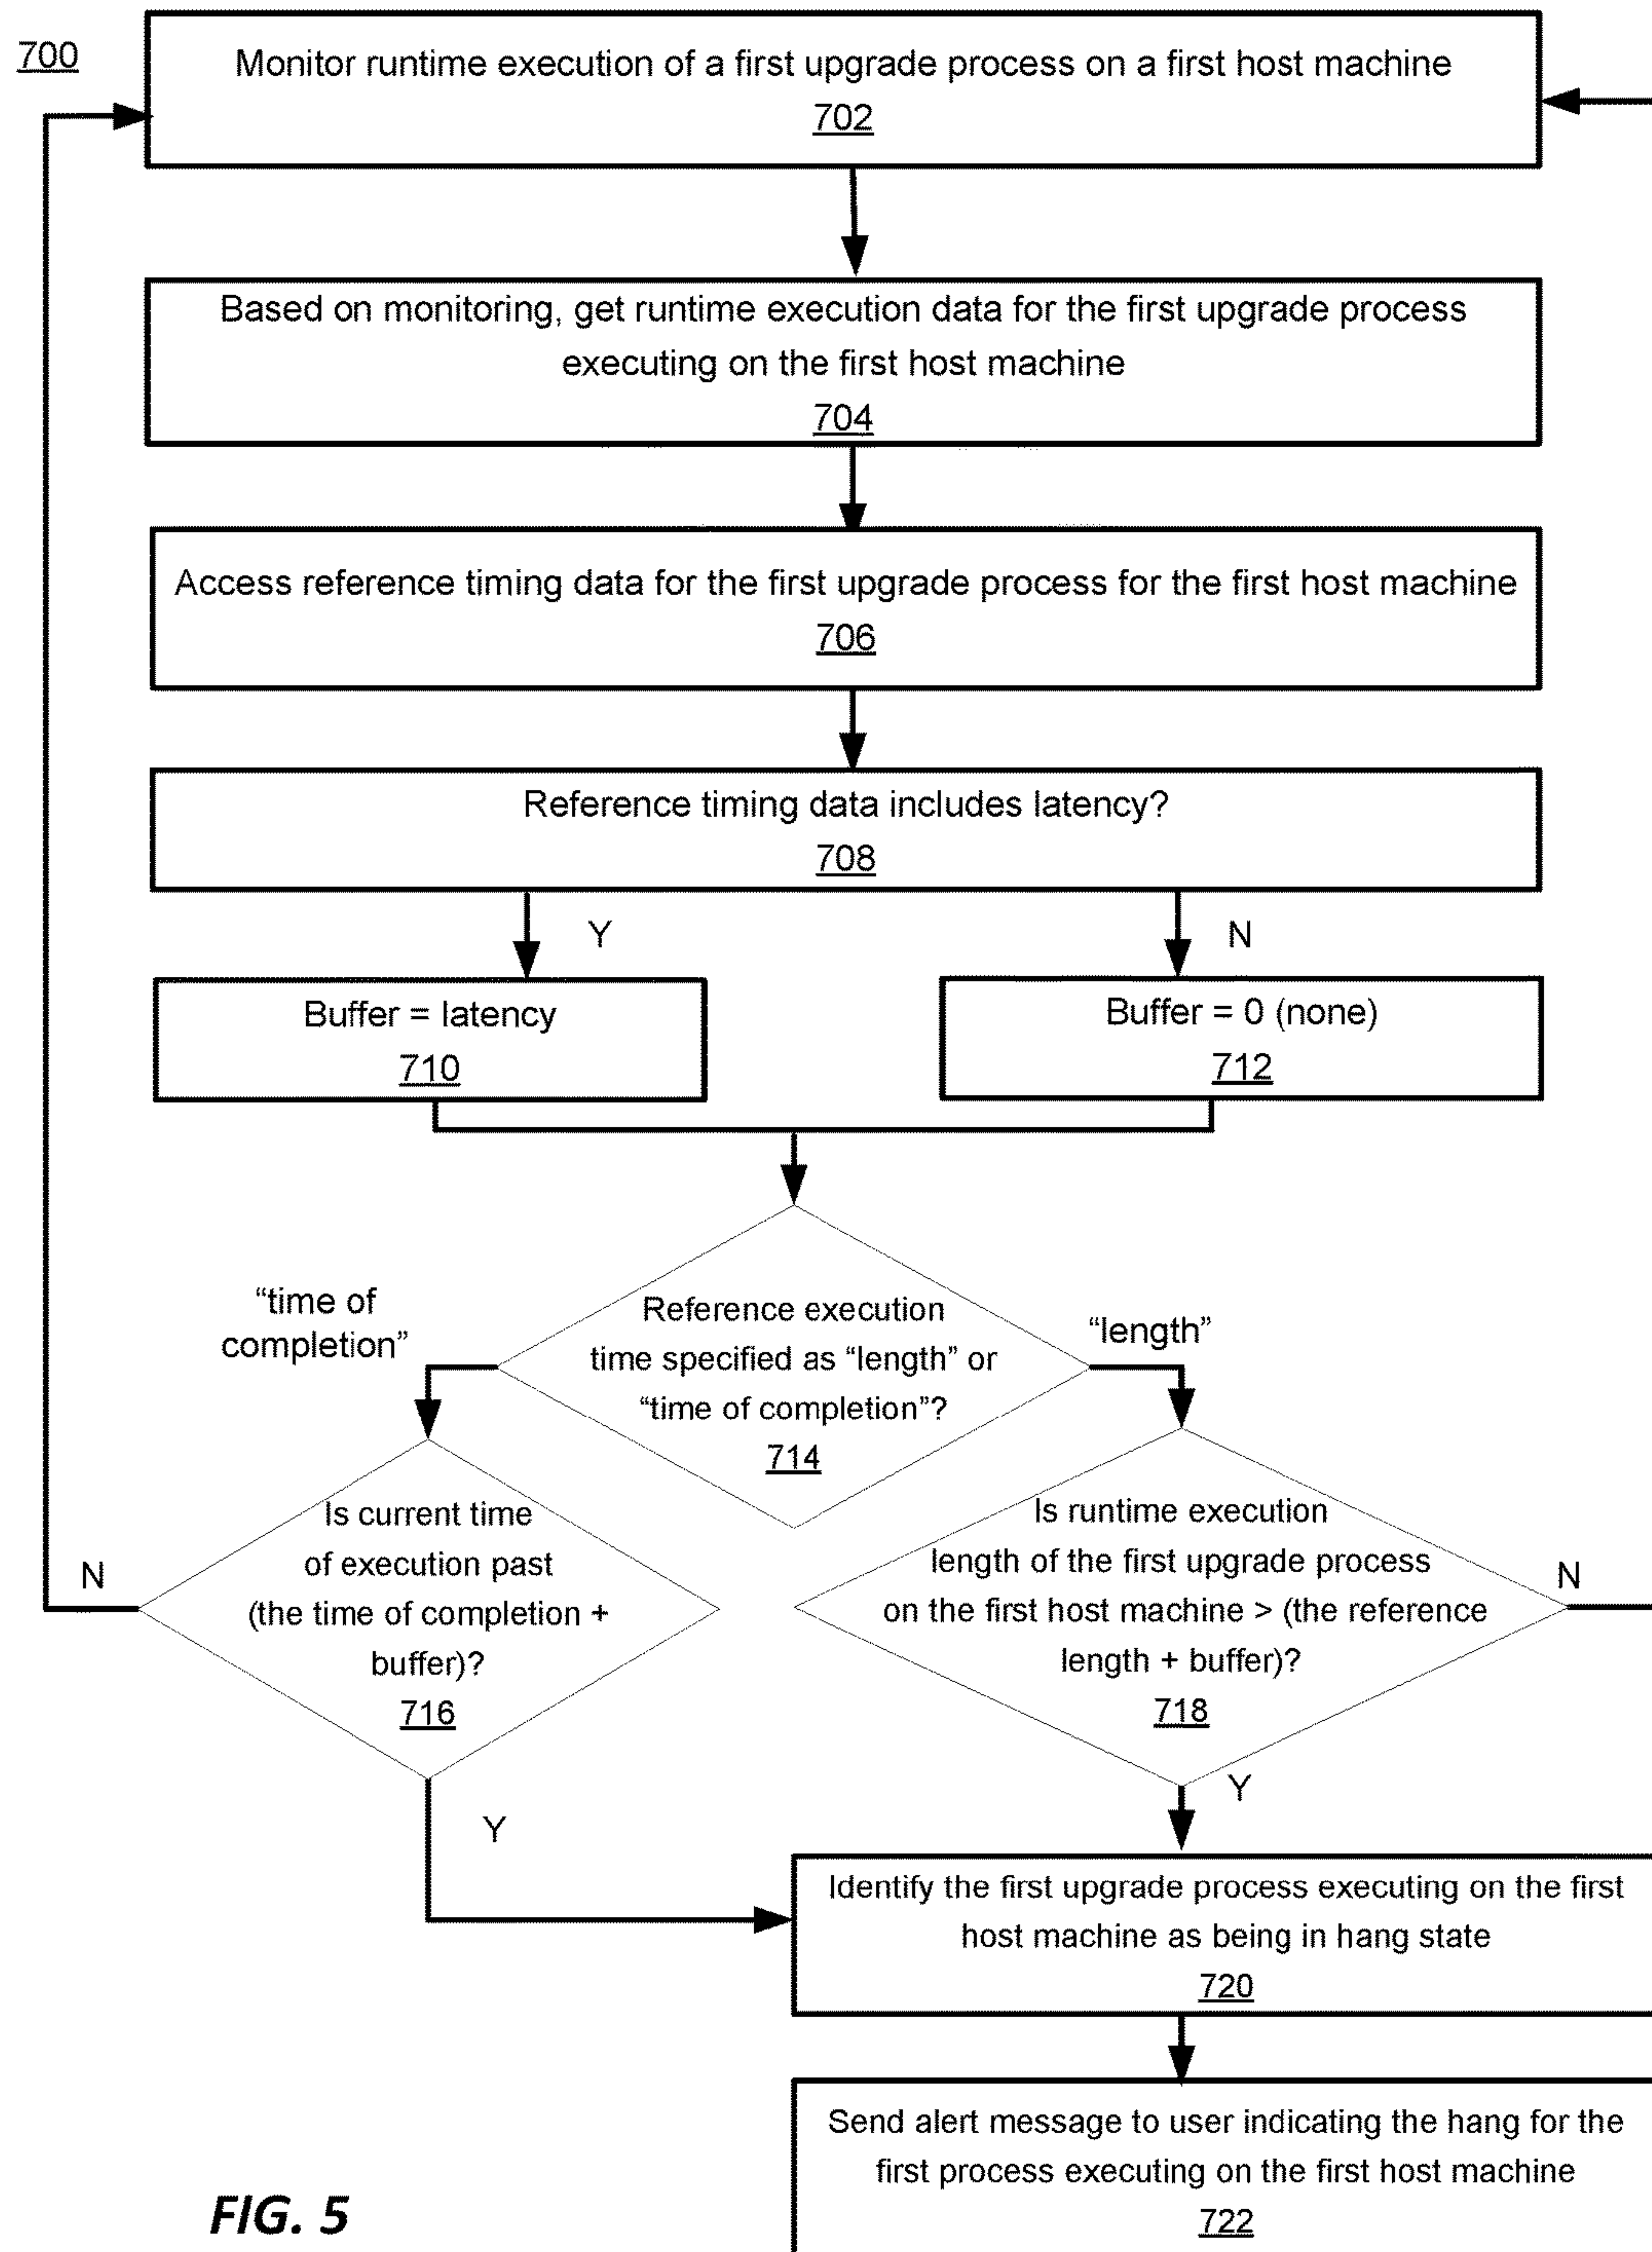 700
Monitor runtime execution of a first upgrade process on a first host machine
702
Based on monitoring, get runtime execution data for the first upgrade process
executing on the first host machine
704
Access reference timing data for the first upgrade process for the first host machine
706
Reference timing data includes latency?
708
Y
N
Buffer = latency
710
Buffer = 0 (none)
712
“time of
completion”
Reference execution
time specified as “length” or
“time of completion”?
714
“length”
Is current time
of execution past
(the time of completion +
buffer)?
716
N
Y
Is runtime execution
length of the first upgrade process
on the first host machine > (the reference
length + buffer)?
718
N
Y
Identify the first upgrade process executing on the first
host machine as being in hang state
720
Send alert message to user indicating the hang for the
first process executing on the first host machine
722
FIG. 5